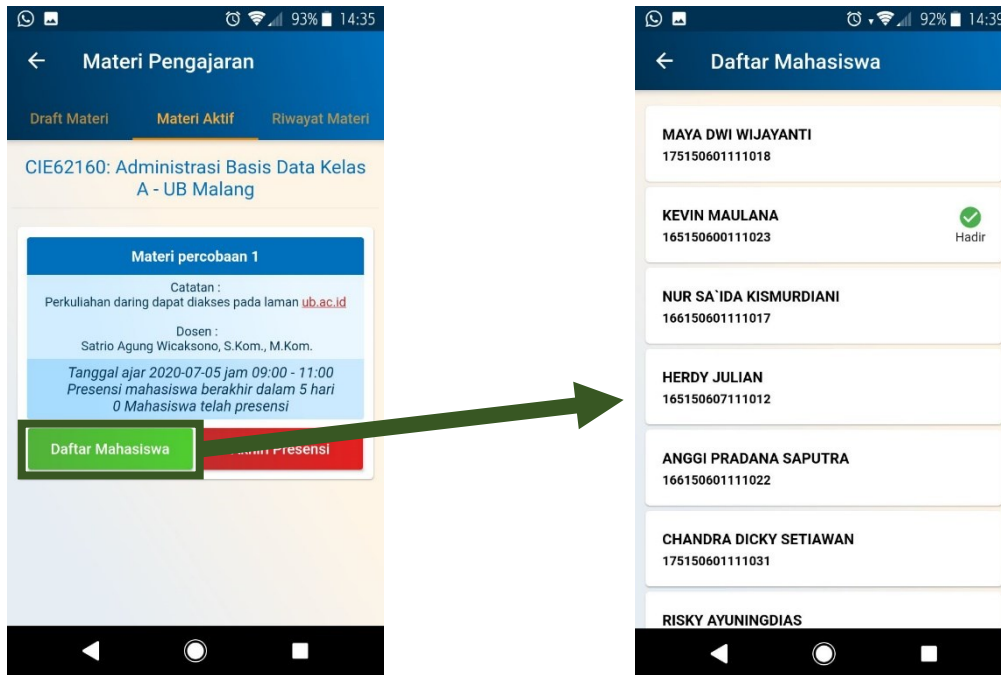 93% 14:35
Materi Pengajaran
Draft Materi Materi Aktif Riwayat Materi
CIE62160: Administrasi Basis Data Kelas
A - UB Malang
Materi percobaan 1
Catatan :
Perkuliahan daring dapat diakses pada laman ub.ac.id
Dosen :
Satrio Agung Wicaksono, S.Kom., M.Kom.
Tanggal ajar 2020-07-05 jam 09:00 - 11:00
Presensi mahasiswa berakhir dalam 5 hari
0 Mahasiswa telah presensi
Daftar Mahasiswa
Presensi
92% 14:39
Daftar Mahasiswa
MAYA DWI WIJAYANTI
175150601111018
KEVIN MAULANA
165150600111023
Hadir
NUR SA`IDA KISMURDIANI
166150601111017
HERDY JULIAN
165150607111012
ANGGI PRADANA SAPUTRA
166150601111022
CHANDRA DICKY SETIAWAN
175150601111031
RISKY AYUNINGDIAS